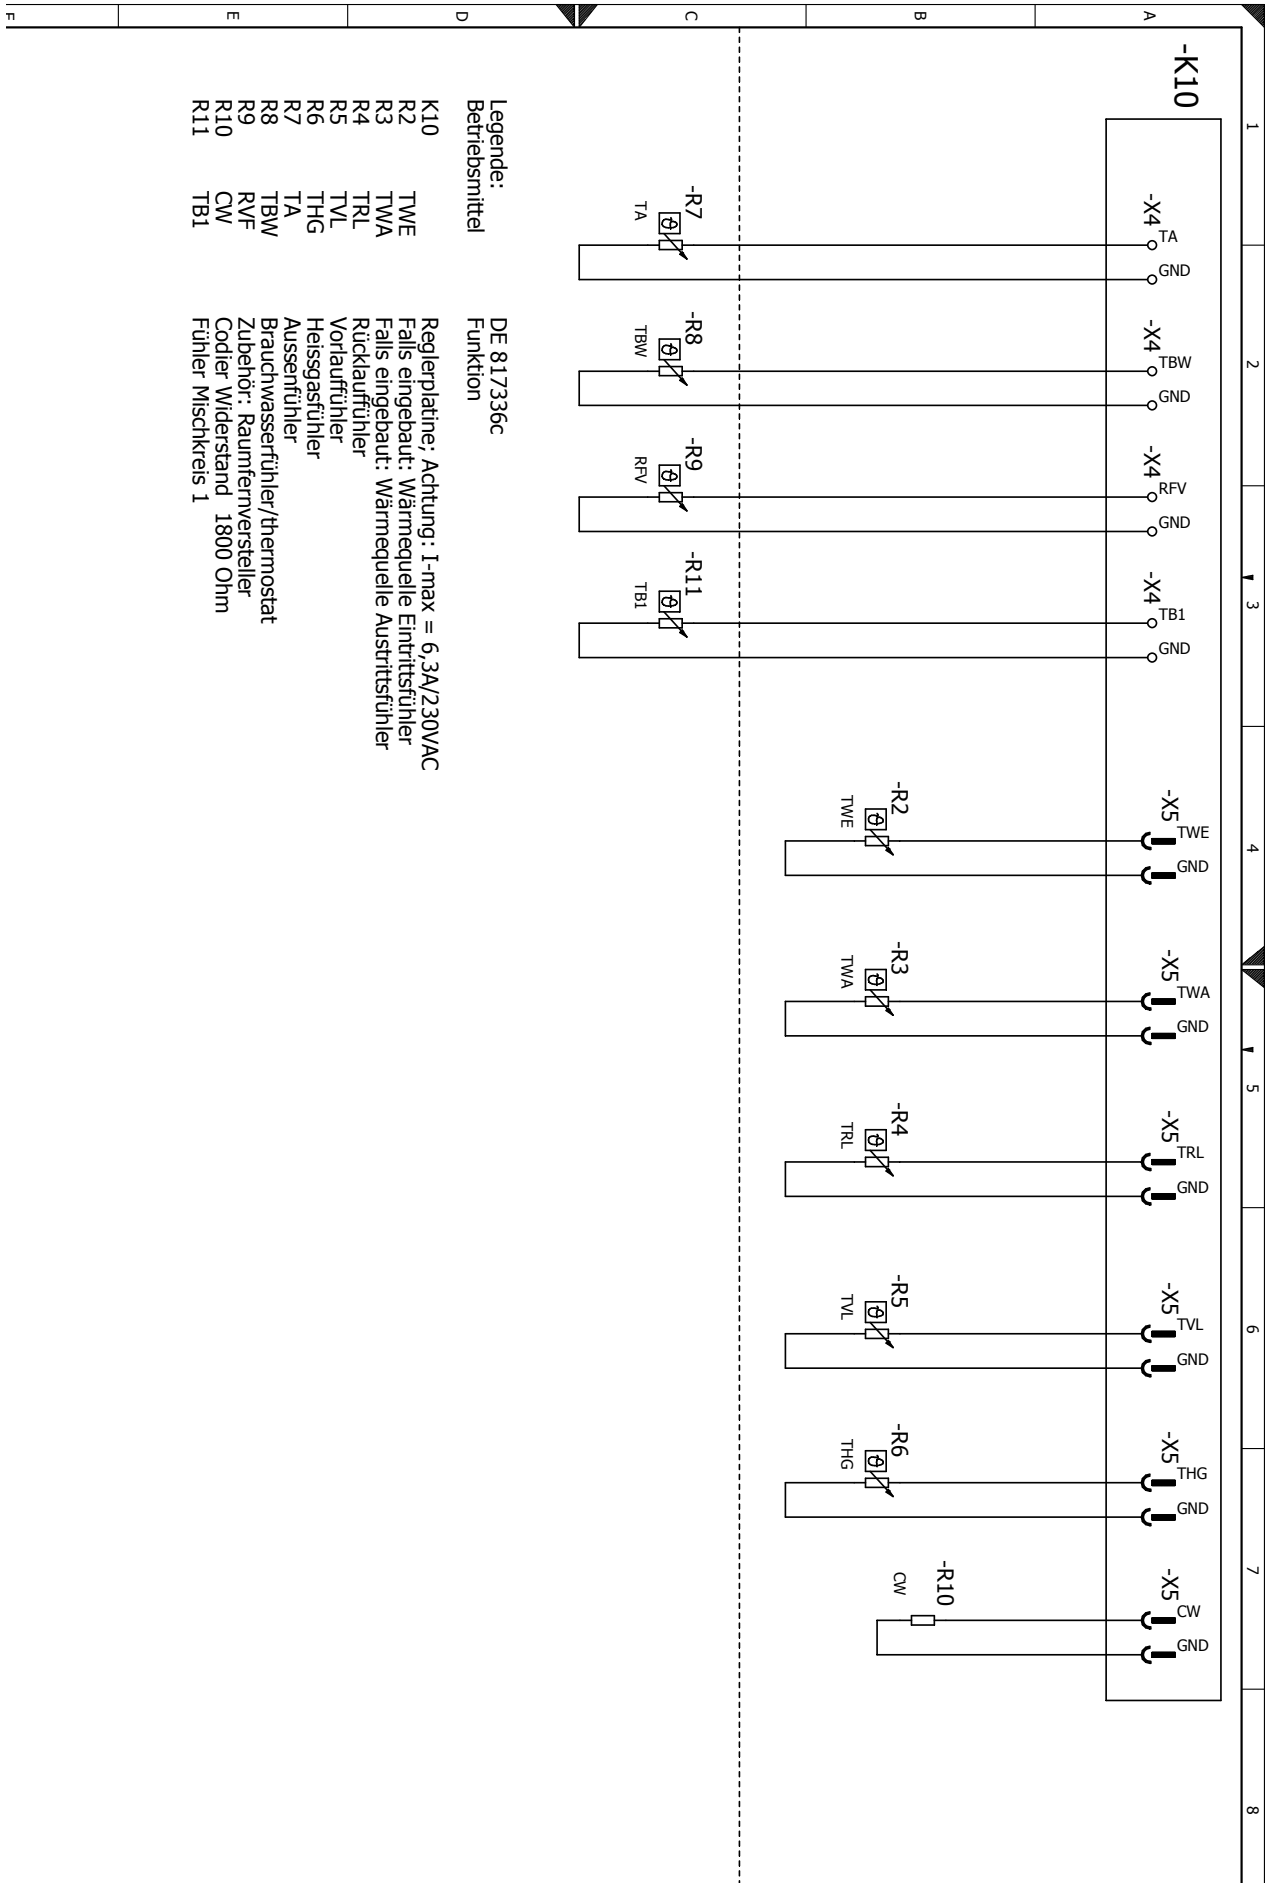 1 2 3 4 5 6 7 8
A
B
C
D
E
F
-K10
-X4 TA GND
-X4 TBW GND
-X4 RFV GND
-X4 TB1 GND
-X5 TWE GND
-X5 TWA GND
-X5 TRL GND
-X5 TVL GND
-X5 THG GND
-X5 CW GND
-R2
TWE
-R3
TWA
-R4
TRL
-R5
TVL
-R6
THG
-R10
CW
-R7
TA
-R8
TBW
-R9
RFV
-R11
TB1
Legende: DE 817336c
Betriebsmittel Funktion
K10 Reglerplatine; Achtung: I-max = 6,3A/230VAC
R2 TWE Falls eingebaut: Wärmequelle Eintrittsfühler
R3 TWA Falls eingebaut: Wärmequelle Austrittsfühler
R4 TRL Rücklauffühler
R5 TVL Vorlauffühler
R6 THG Heissgasfühler
R7 TA Aussenfühler
R8 TBW Brauchwasserfühler/thermostat
R9 RVF Zubehör: Raumfernversteller
R10 CW Codier Widerstand 1800 Ohm
R11 TB1 Fühler Mischkreis 1